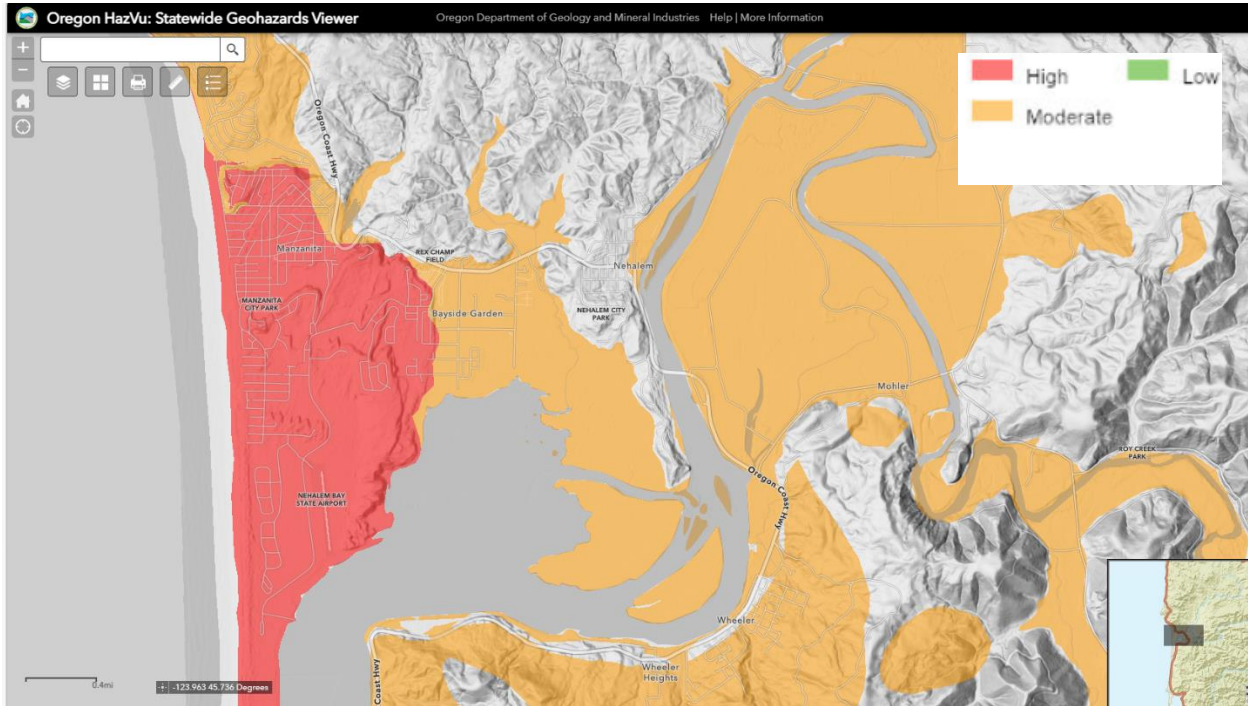 Oregon HazVu: Statewide Geohazards Viewer
Oregon Department of Geology and Mineral Industries Help | More Information
+
−
High
Low
Moderate
Oregon Coast Hwy
Manzanita
REX CHAMP
FIELD
Nehalem
MANZANITA
CITY PARK
Bayside Garden
NEHALEM CITY
PARK
Mohler
Oregon Coast Hwy
ROY CREEK
PARK
NEHALEM BAY
STATE AIRPORT
Wheeler
Wheeler
Heights
Coast Hwy
0.4mi
-123.963 45.736 Degrees